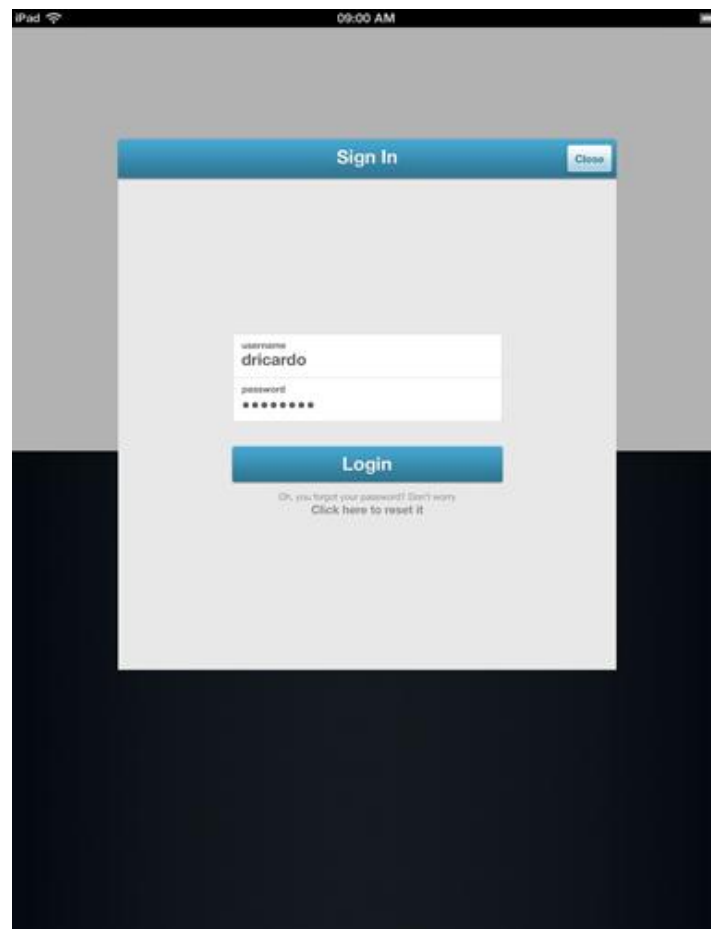 iPad 09:00 AM
Sign In
Close
username
dricardo
password
••••••••
Login
Oh, you forgot your password? Don't worry
Click here to reset it